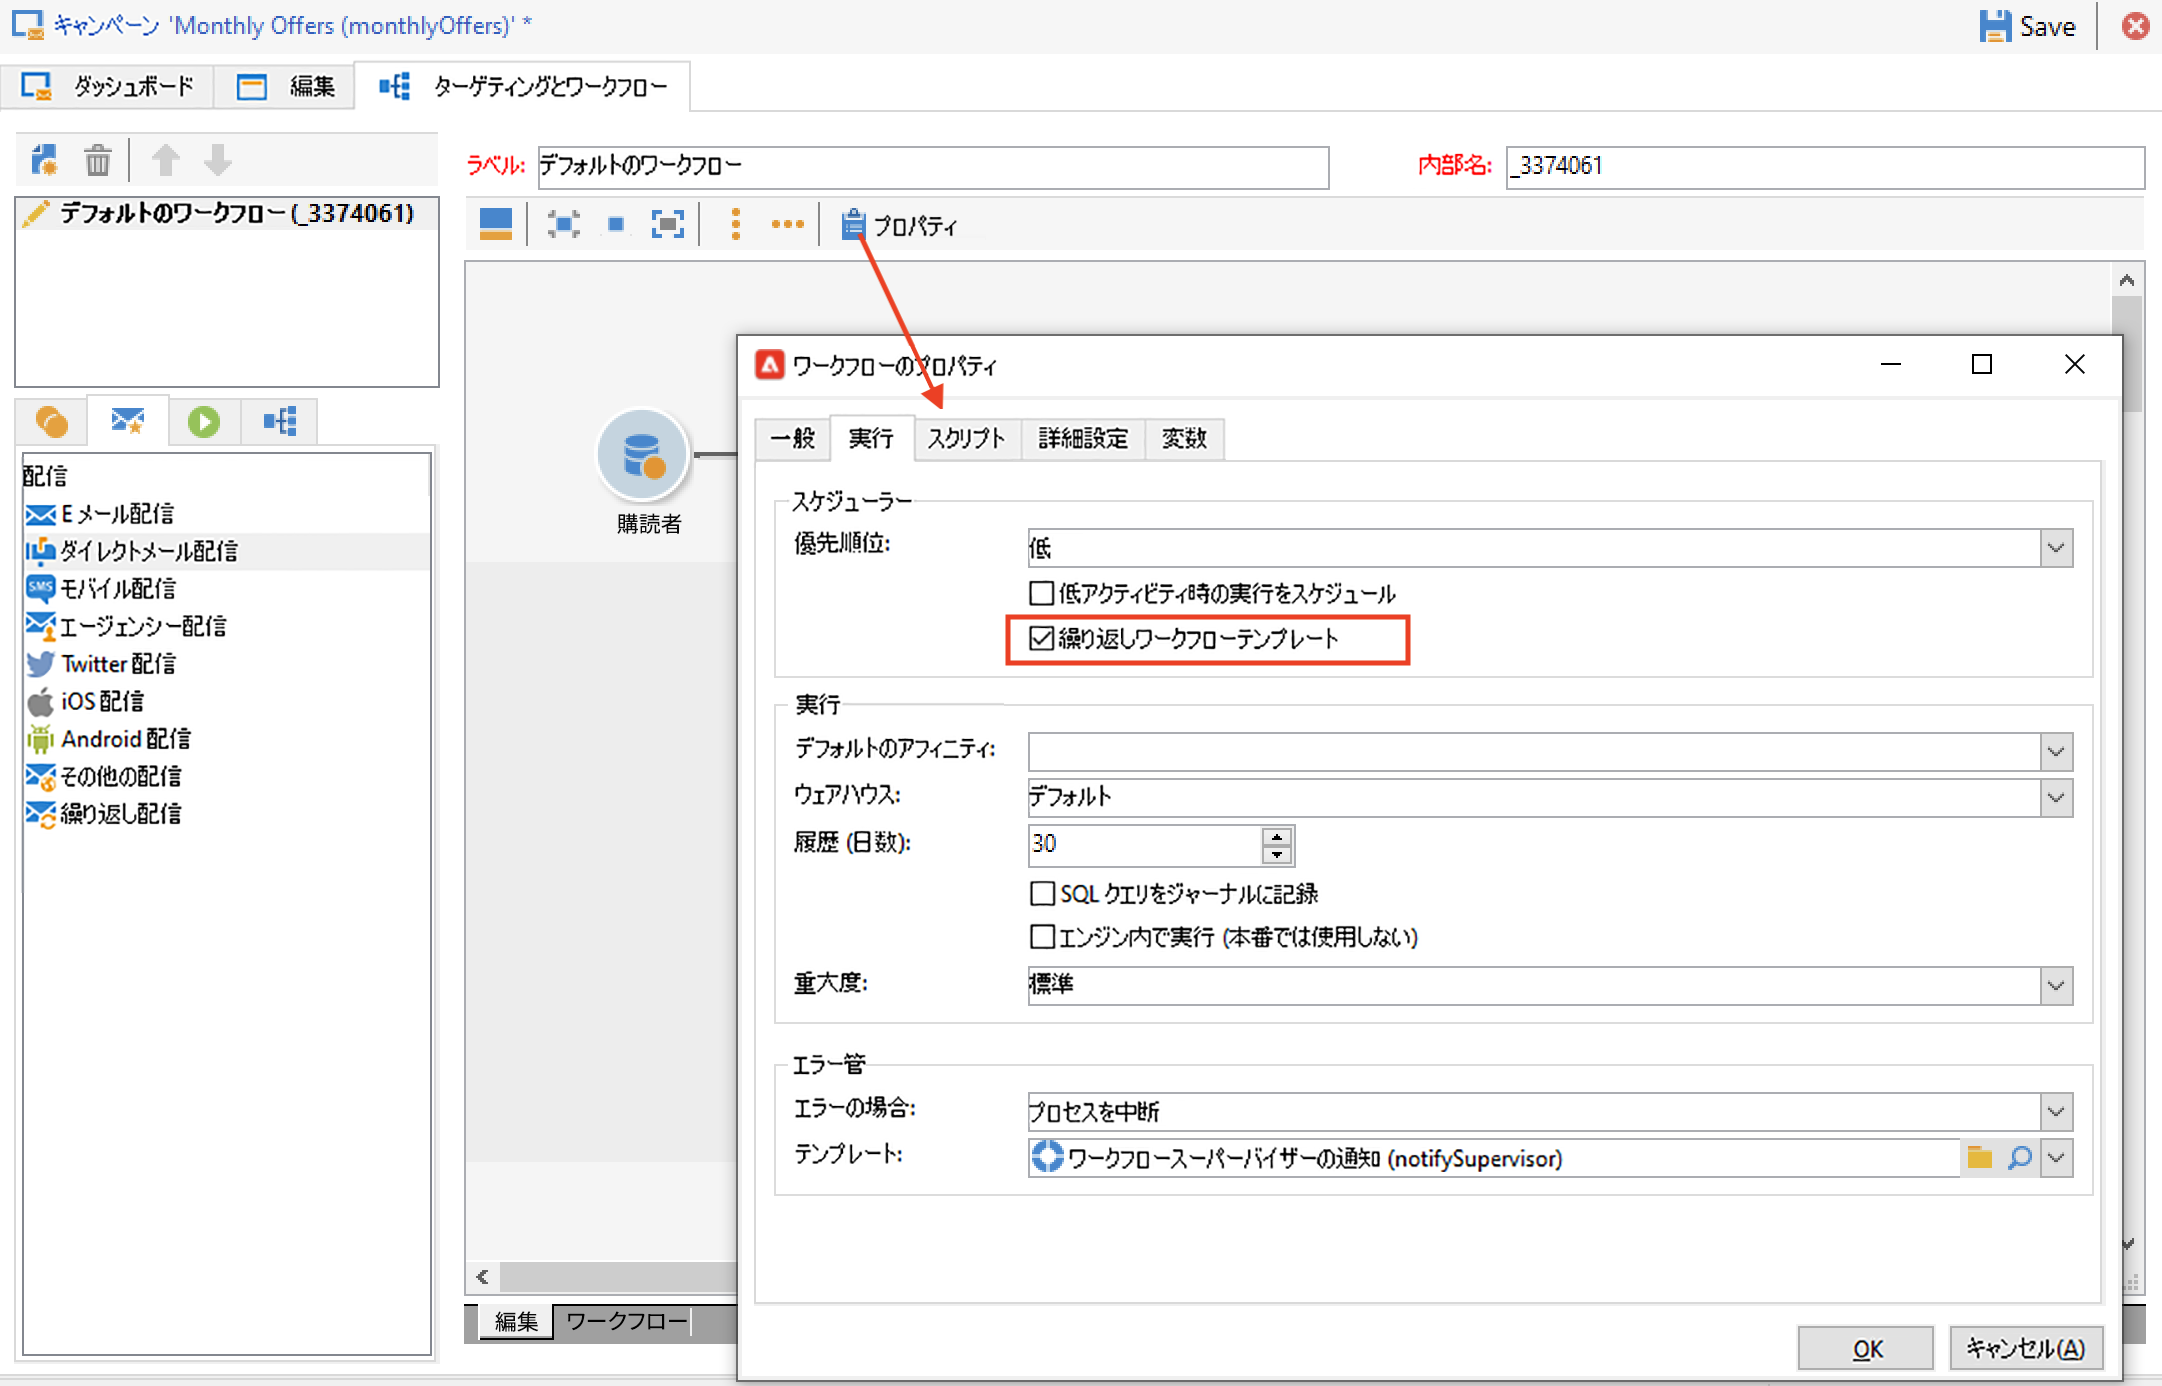 キャンペーン 'Monthly Offers (monthlyOffers)' *
Save
ダッシュボード
編集
ターゲティングとワークフロー
ラベル: デフォルトのワークフロー
内部名: _3374061
デフォルトのワークフロー (_3374061)
プロパティ
配信
E メール配信
ダイレクトメール配信
SMS モバイル配信
エージェンシー配信
Twitter 配信
iOS 配信
Android 配信
その他の配信
繰り返し配信
購読者
編集
ワークフロー
ワークフローのプロパティ
一般
実行
スクリプト
詳細設定
変数
スケジューラー
優先順位: 低
低アクティビティ時の実行をスケジュール
繰り返しワークフローテンプレート
実行
デフォルトのアフィニティ:
ウェアハウス: デフォルト
履歴 (日数): 30
SQL クエリをジャーナルに記録
エンジン内で実行 (本番では使用しない)
重大度: 標準
エラー管
エラーの場合: プロセスを中断
テンプレート: ワークフロースーパーバイザーの通知 (notifySupervisor)
OK
キャンセル(A)